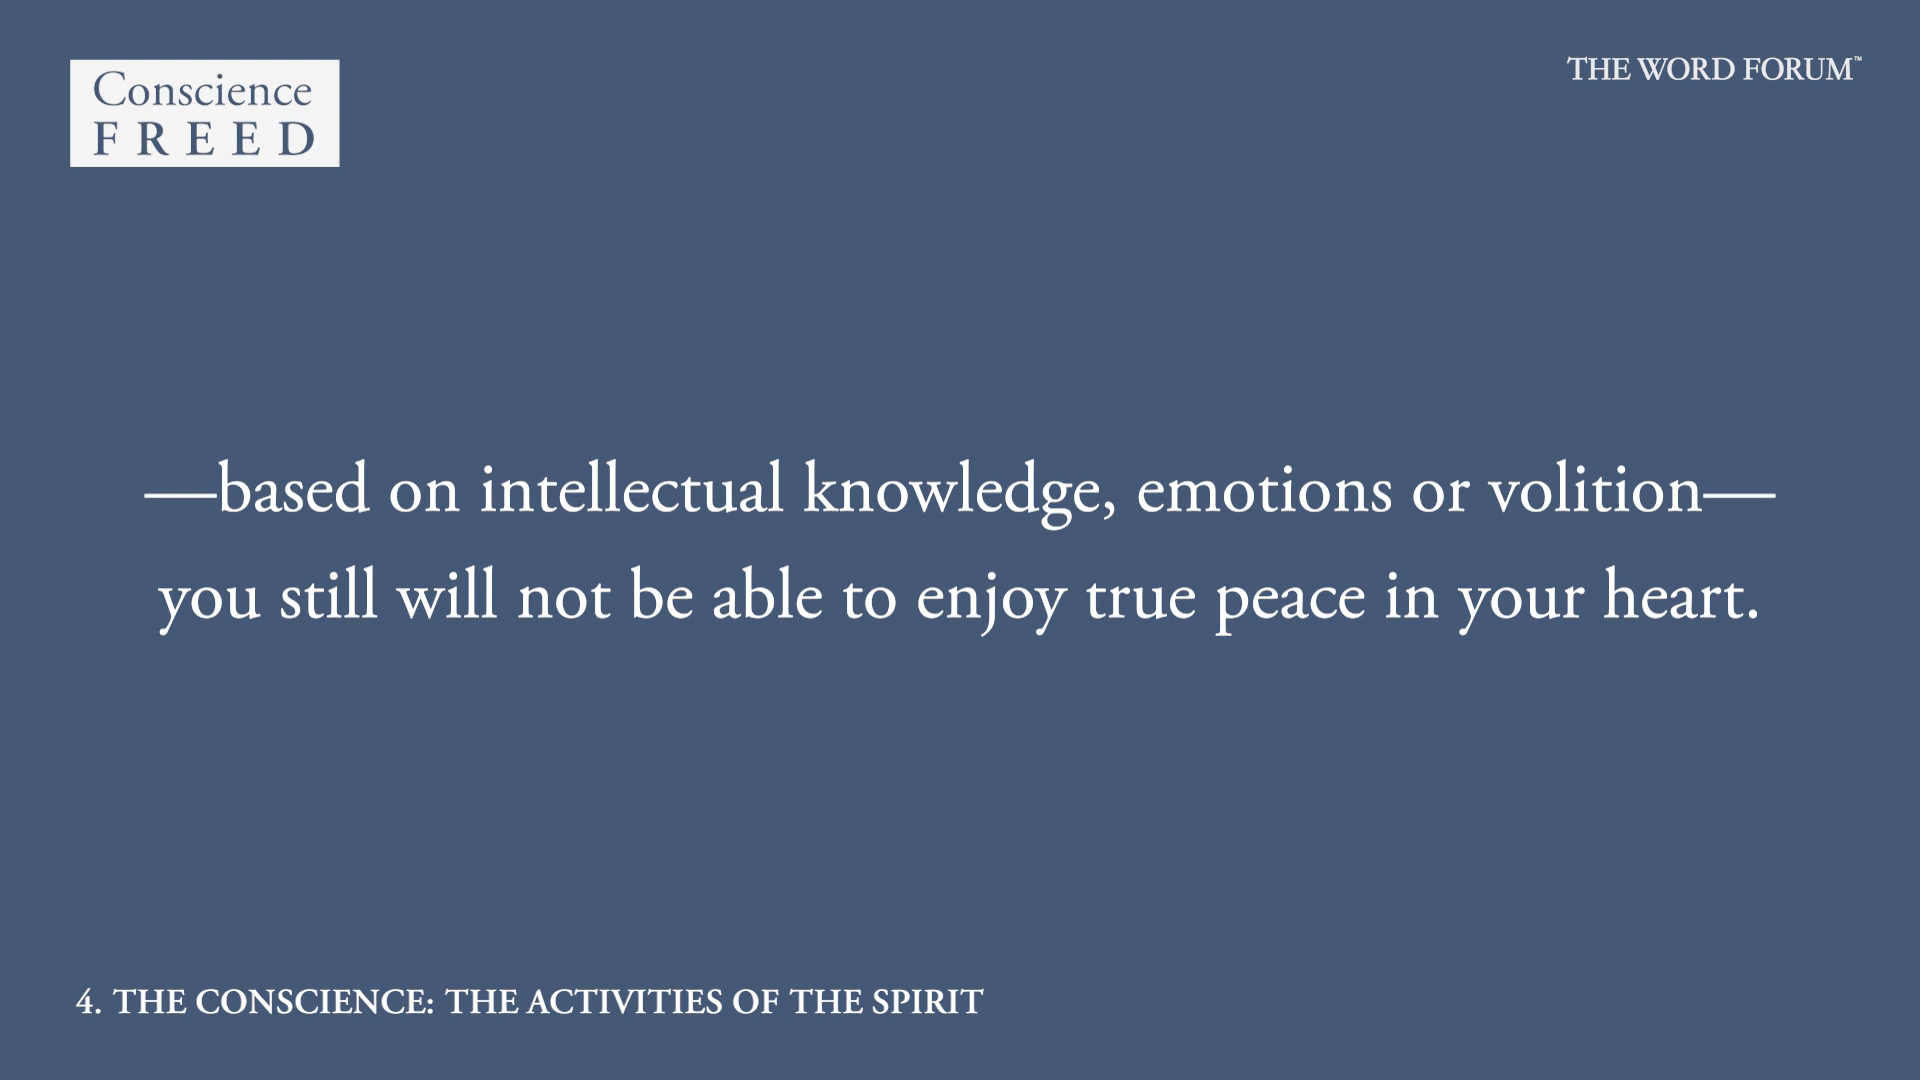 Conscience
FREED
THE WORD FORUM™
—based on intellectual knowledge, emotions or volition—
you still will not be able to enjoy true peace in your heart.
4. THE CONSCIENCE: THE ACTIVITIES OF THE SPIRIT